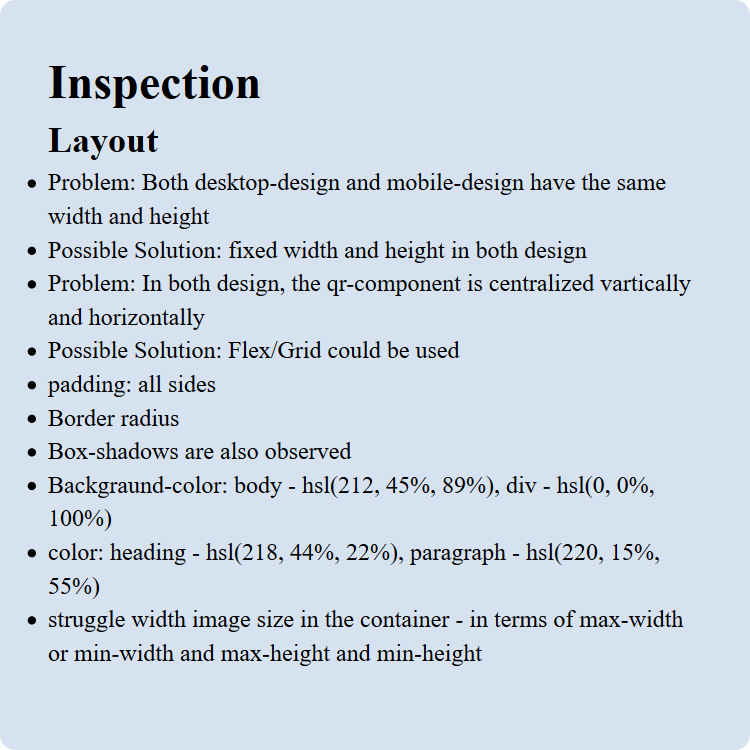 Inspection
Layout
• Problem: Both desktop-design and mobile-design have the same
width and height
• Possible Solution: fixed width and height in both design
• Problem: In both design, the qr-component is centralized vartically
and horizontally
• Possible Solution: Flex/Grid could be used
• padding: all sides
• Border radius
• Box-shadows are also observed
• Backgraund-color: body - hsl(212, 45%, 89%), div - hsl(0, 0%,
100%)
• color: heading - hsl(218, 44%, 22%), paragraph - hsl(220, 15%,
55%)
• struggle width image size in the container - in terms of max-width
or min-width and max-height and min-height